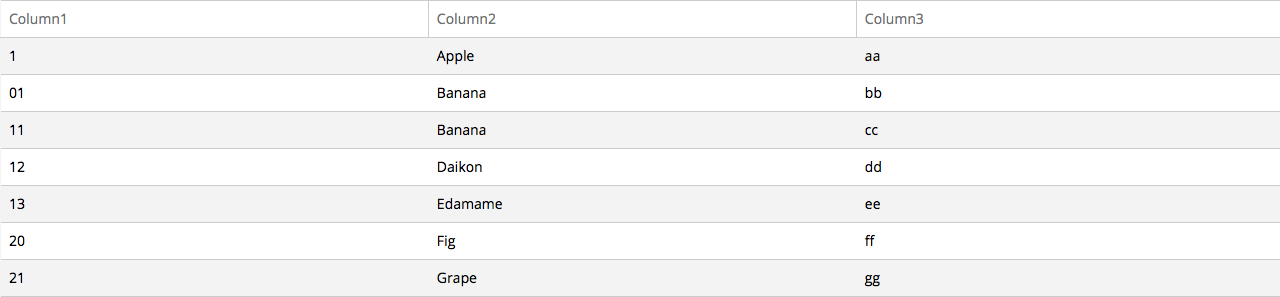 Column1 Column2 Column3
1 Apple aa
01 Banana bb
11 Banana cc
12 Daikon dd
13 Edamame ee
20 Fig ff
21 Grape gg